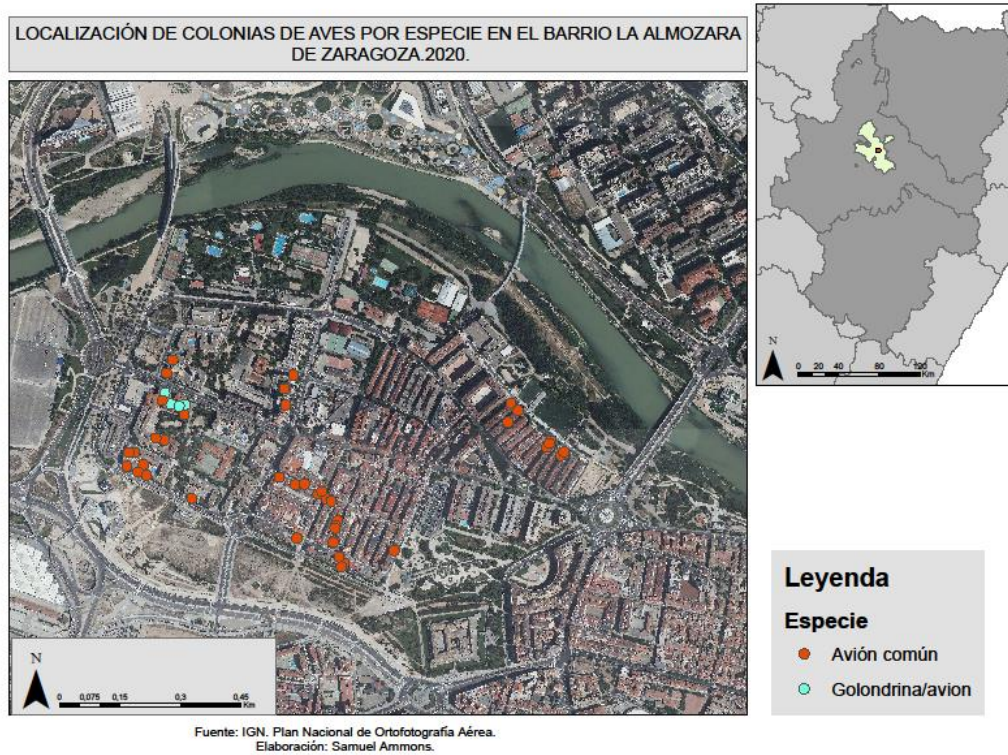 LOCALIZACIÓN DE COLONIAS DE AVES POR ESPECIE EN EL BARRIO LA ALMOZARA
DE ZARAGOZA.2020.
N
0 20 40 80 120
Km
N
0 0,075 0,15 0,3 0,45
Km
Leyenda
Especie
Avión común
Golondrina/avion
Fuente: IGN. Plan Nacional de Ortofotografía Aérea.
Elaboración: Samuel Ammons.